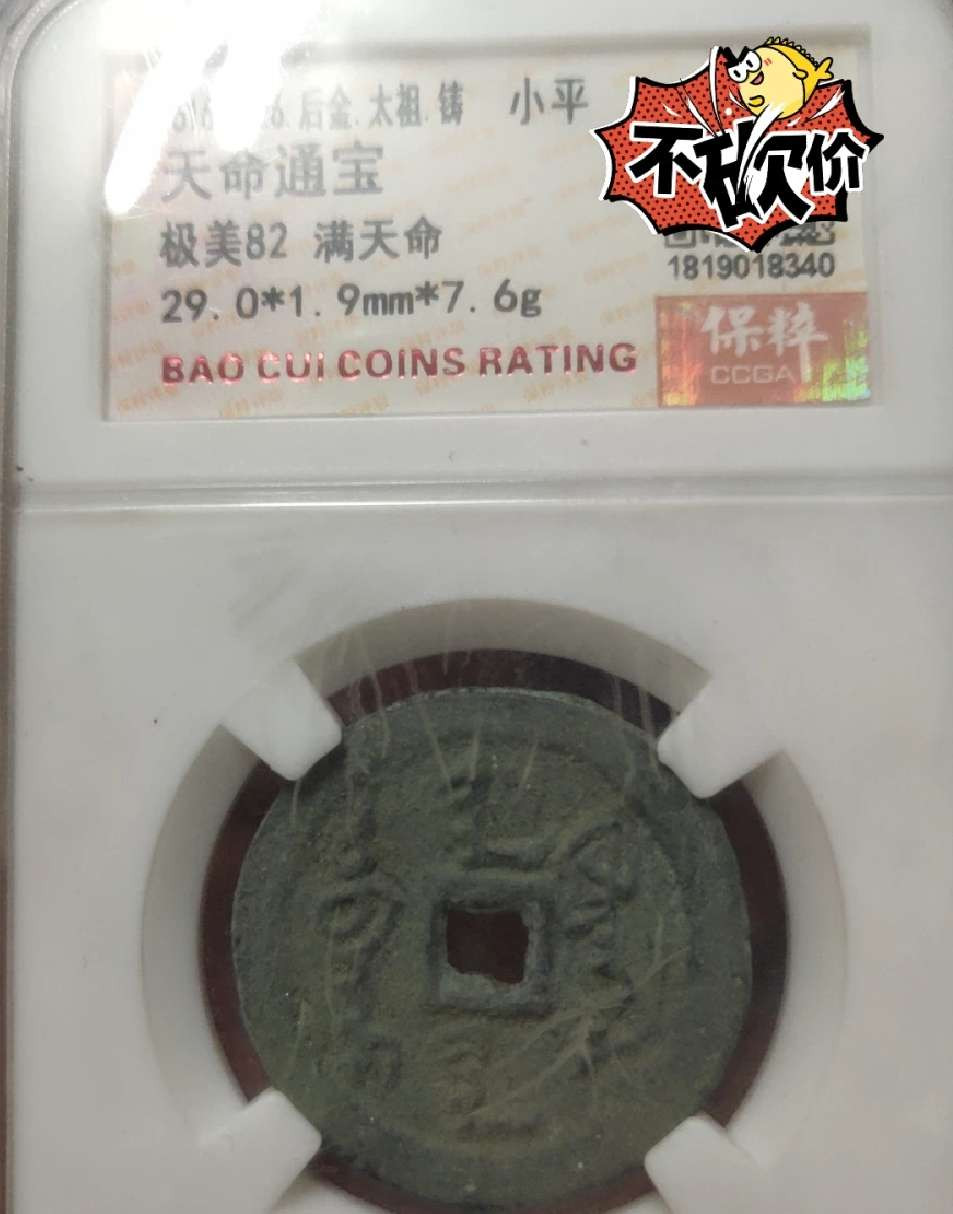 后金.太祖.铸 小平
不砍价
天命通宝
极美82 满天命
1819018340
29.0*1.9mm*7.6g
保粹
CCGA
BAO CUI COINS RATING